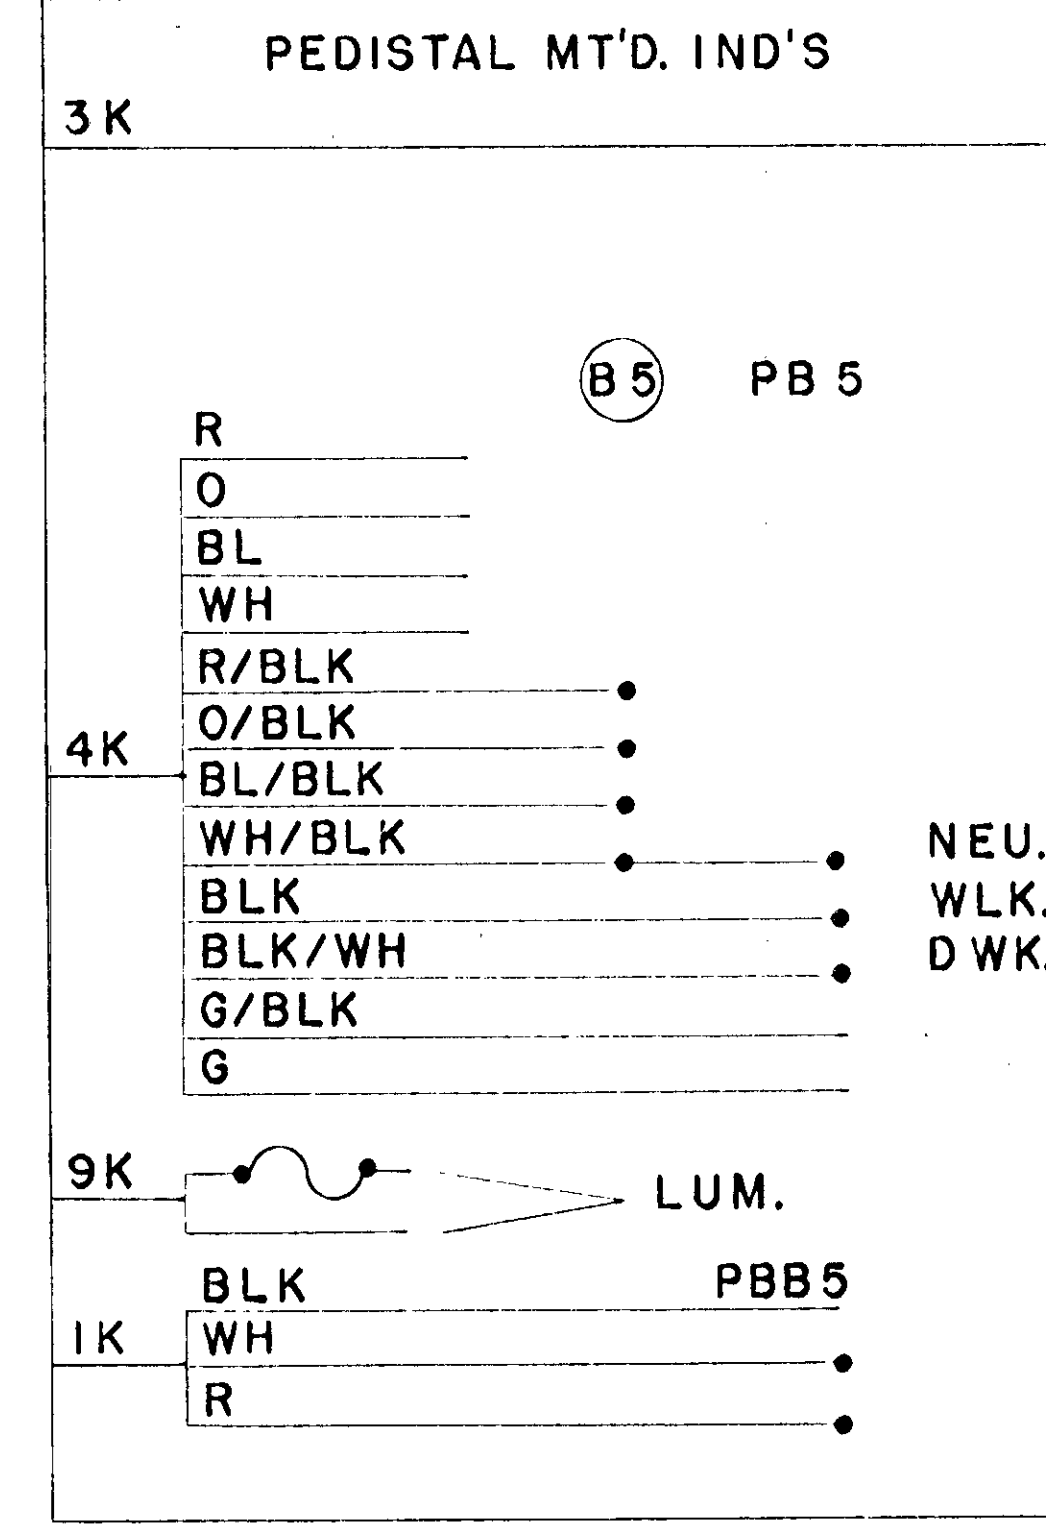 PEDISTAL MT'D. IND'S
3K
B5 PB 5
R
O
BL
WH
R/BLK
O/BLK
4K
BL/BLK
WH/BLK
NEU.
BLK
WLK.
BLK/WH
DWK.
G/BLK
G
9K
LUM.
BLK PBB5
1K WH
R